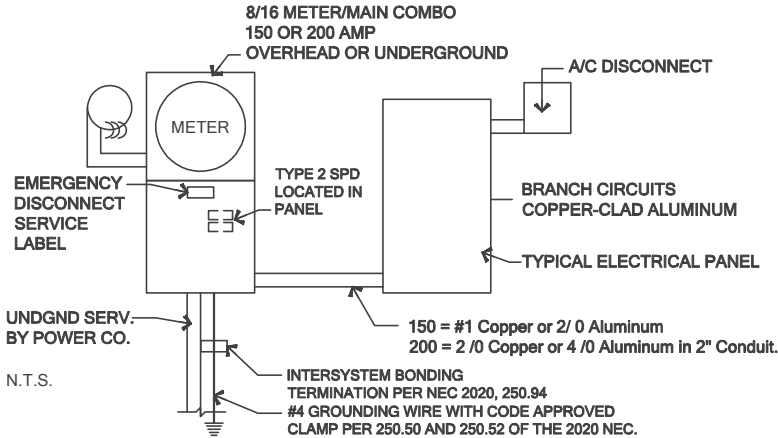 8/16 METER/MAIN COMBO
150 OR 200 AMP
OVERHEAD OR UNDERGROUND
A/C DISCONNECT
METER
EMERGENCY
DISCONNECT
SERVICE
LABEL
TYPE 2 SPD
LOCATED IN
PANEL
BRANCH CIRCUITS
COPPER-CLAD ALUMINUM
TYPICAL ELECTRICAL PANEL
UNDGND SERV.
BY POWER CO.
150 = #1 Copper or 2/ 0 Aluminum
200 = 2 /0 Copper or 4 /0 Aluminum in 2" Conduit.
N.T.S.
INTERSYSTEM BONDING
TERMINATION PER NEC 2020, 250.94
#4 GROUNDING WIRE WITH CODE APPROVED
CLAMP PER 250.50 AND 250.52 OF THE 2020 NEC.